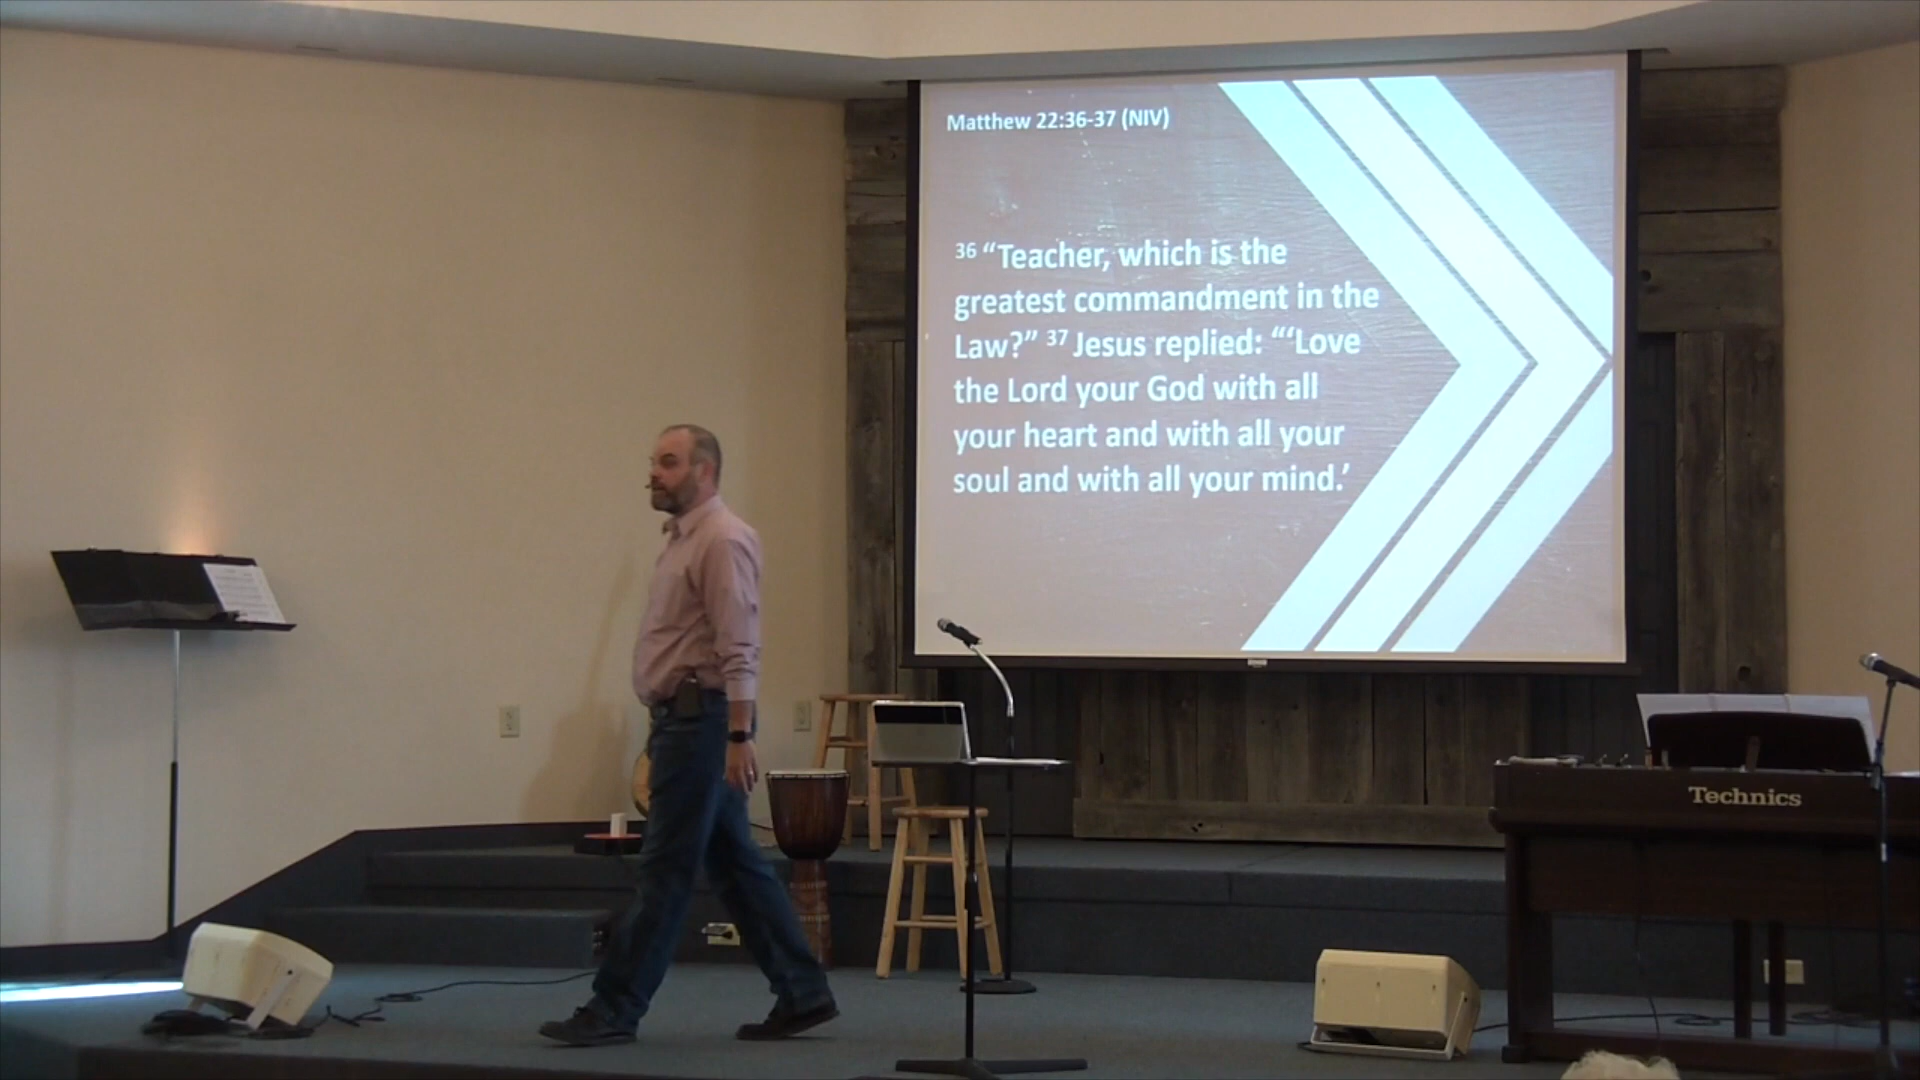 Matthew 22:36-37 (NIV)
36 “Teacher, which is the
greatest commandment in the
Law?” 37 Jesus replied: “‘Love
the Lord your God with all
your heart and with all your
soul and with all your mind.’
Technics